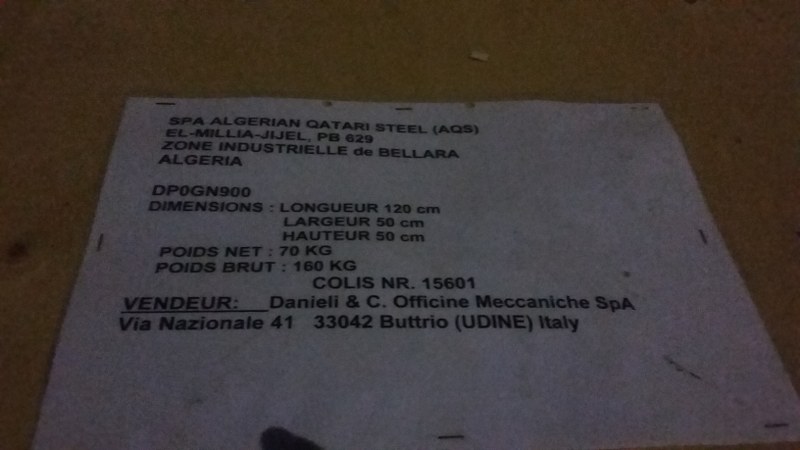 SPA ALGERIAN QATARI STEEL (AQS)
EL-MILLIA-JIJEL, PB 629
ZONE INDUSTRIELLE de BELLARA
ALGERIA
DP0GN900
DIMENSIONS : LONGUEUR 120 cm
LARGEUR 50 cm
HAUTEUR 50 cm
POIDS NET : 70 KG
POIDS BRUT : 160 KG
COLIS NR. 15601
VENDEUR: Danieli & C. Officine Meccaniche SpA
Via Nazionale 41 33042 Buttrio (UDINE) Italy